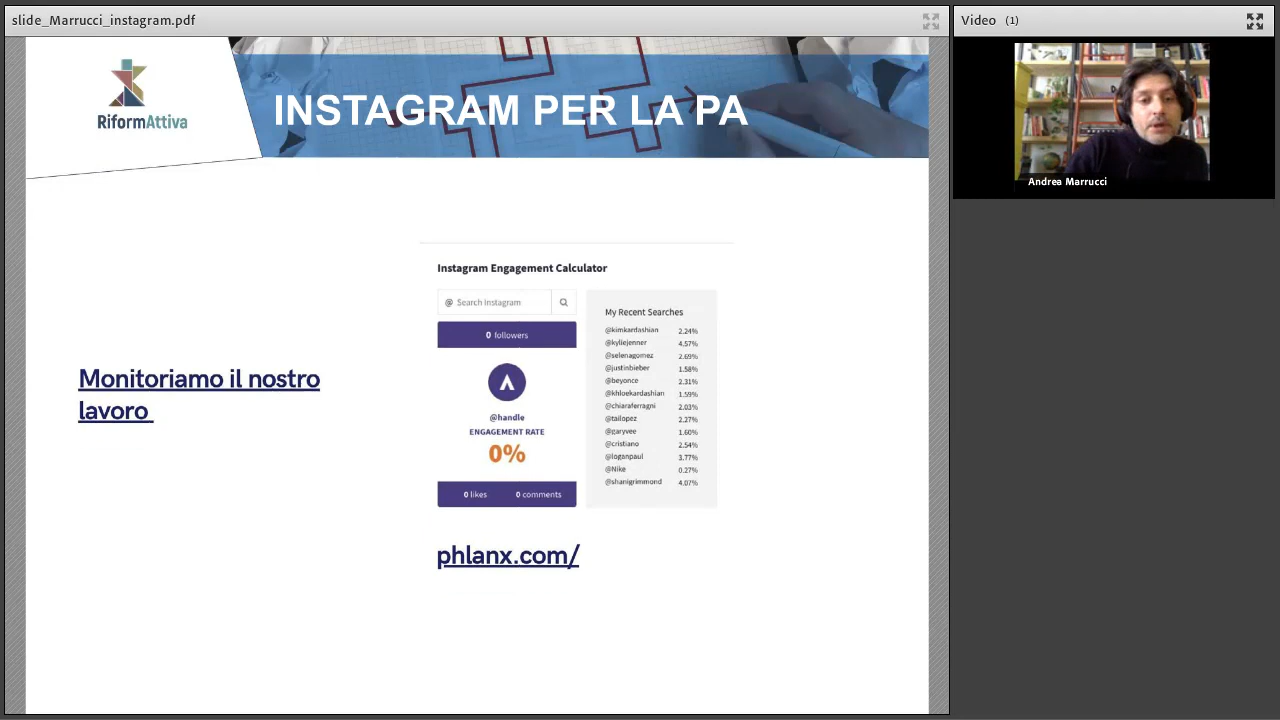 slide_Marrucci_instagram.pdf
Video (1)
RiformAttiva
INSTAGRAM PER LA PA
Andrea Marrucci
Instagram Engagement Calculator
@ Search Instagram
0 followers
@handle
ENGAGEMENT RATE
0%
0 likes 0 comments
My Recent Searches
@kimkardashian 2.24%
@kyliejenner 4.57%
@selenagomez 2.69%
@justinbieber 1.58%
@beyonce 2.31%
@khloekardashian 1.59%
@chiaraferragni 2.03%
@tailopez 2.27%
@garyvee 1.60%
@cristiano 2.54%
@loganpaul 3.77%
@Nike 0.27%
@shanigrimmond 4.07%
Monitoriamo il nostro
lavoro
phlanx.com/